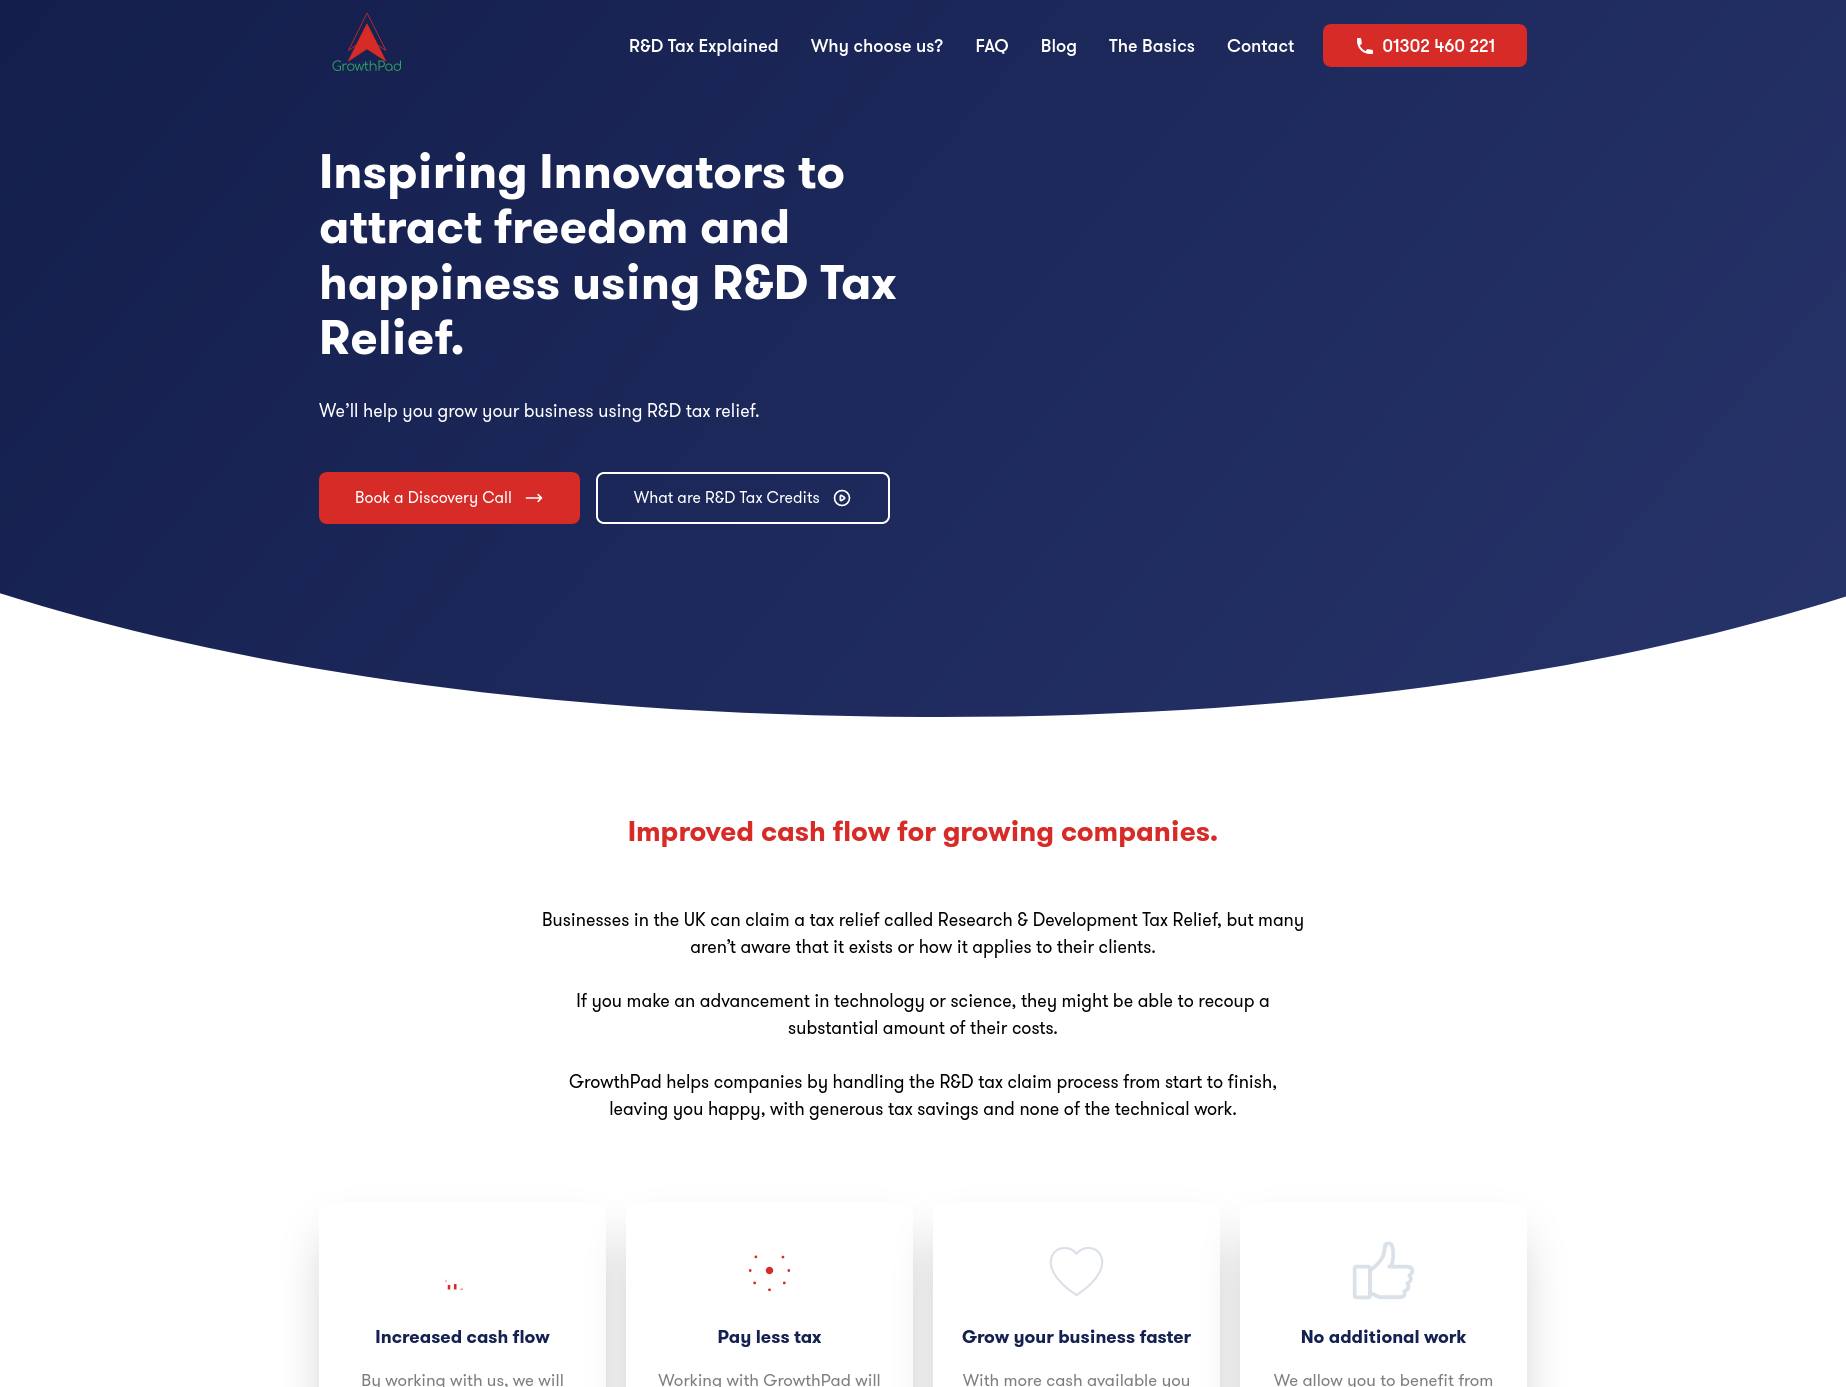 GrowthPad
R&D Tax Explained
Why choose us?
FAQ
Blog
The Basics
Contact
01302 460 221
Inspiring Innovators to
attract freedom and
happiness using R&D Tax
Relief.
We’ll help you grow your business using R&D tax relief.
Book a Discovery Call
What are R&D Tax Credits
Improved cash flow for growing companies.
Businesses in the UK can claim a tax relief called Research & Development Tax Relief, but many
aren’t aware that it exists or how it applies to their clients.
If you make an advancement in technology or science, they might be able to recoup a
substantial amount of their costs.
GrowthPad helps companies by handling the R&D tax claim process from start to finish,
leaving you happy, with generous tax savings and none of the technical work.
Increased cash flow
By working with us, we will
Pay less tax
Working with GrowthPad will
Grow your business faster
With more cash available you
No additional work
We allow you to benefit from